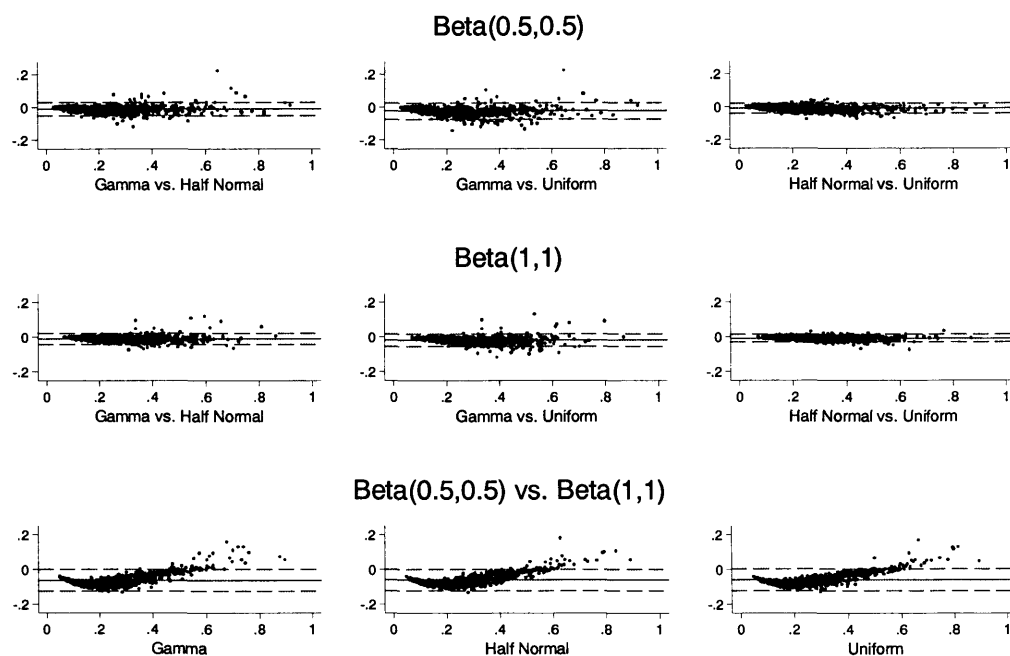 Beta(0.5,0.5)
.2 .2 .2
0 0 0
-.2 -.2 -.2
0 .2 .4 .6 .8 1 0 .2 .4 .6 .8 1 0 .2 .4 .6 .8 1
Gamma vs. Half Normal Gamma vs. Uniform Half Normal vs. Uniform
Beta(1,1)
.2 .2 .2
0 0 0
-.2 -.2 -.2
0 .2 .4 .6 .8 1 0 .2 .4 .6 .8 1 0 .2 .4 .6 .8 1
Gamma vs. Half Normal Gamma vs. Uniform Half Normal vs. Uniform
Beta(0.5,0.5) vs. Beta(1,1)
.2 .2 .2
0 0 0
-.2 -.2 -.2
0 .2 .4 .6 .8 1 0 .2 .4 .6 .8 1 0 .2 .4 .6 .8 1
Gamma Half Normal Uniform